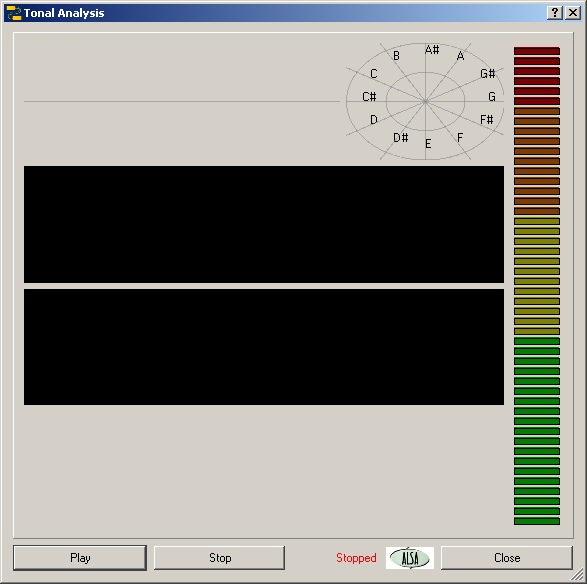 Tonal Analysis
A#
B
A
C
G#
C#
G
D
F#
D#
F
E
Play
Stop
Stopped
ALSA
Close